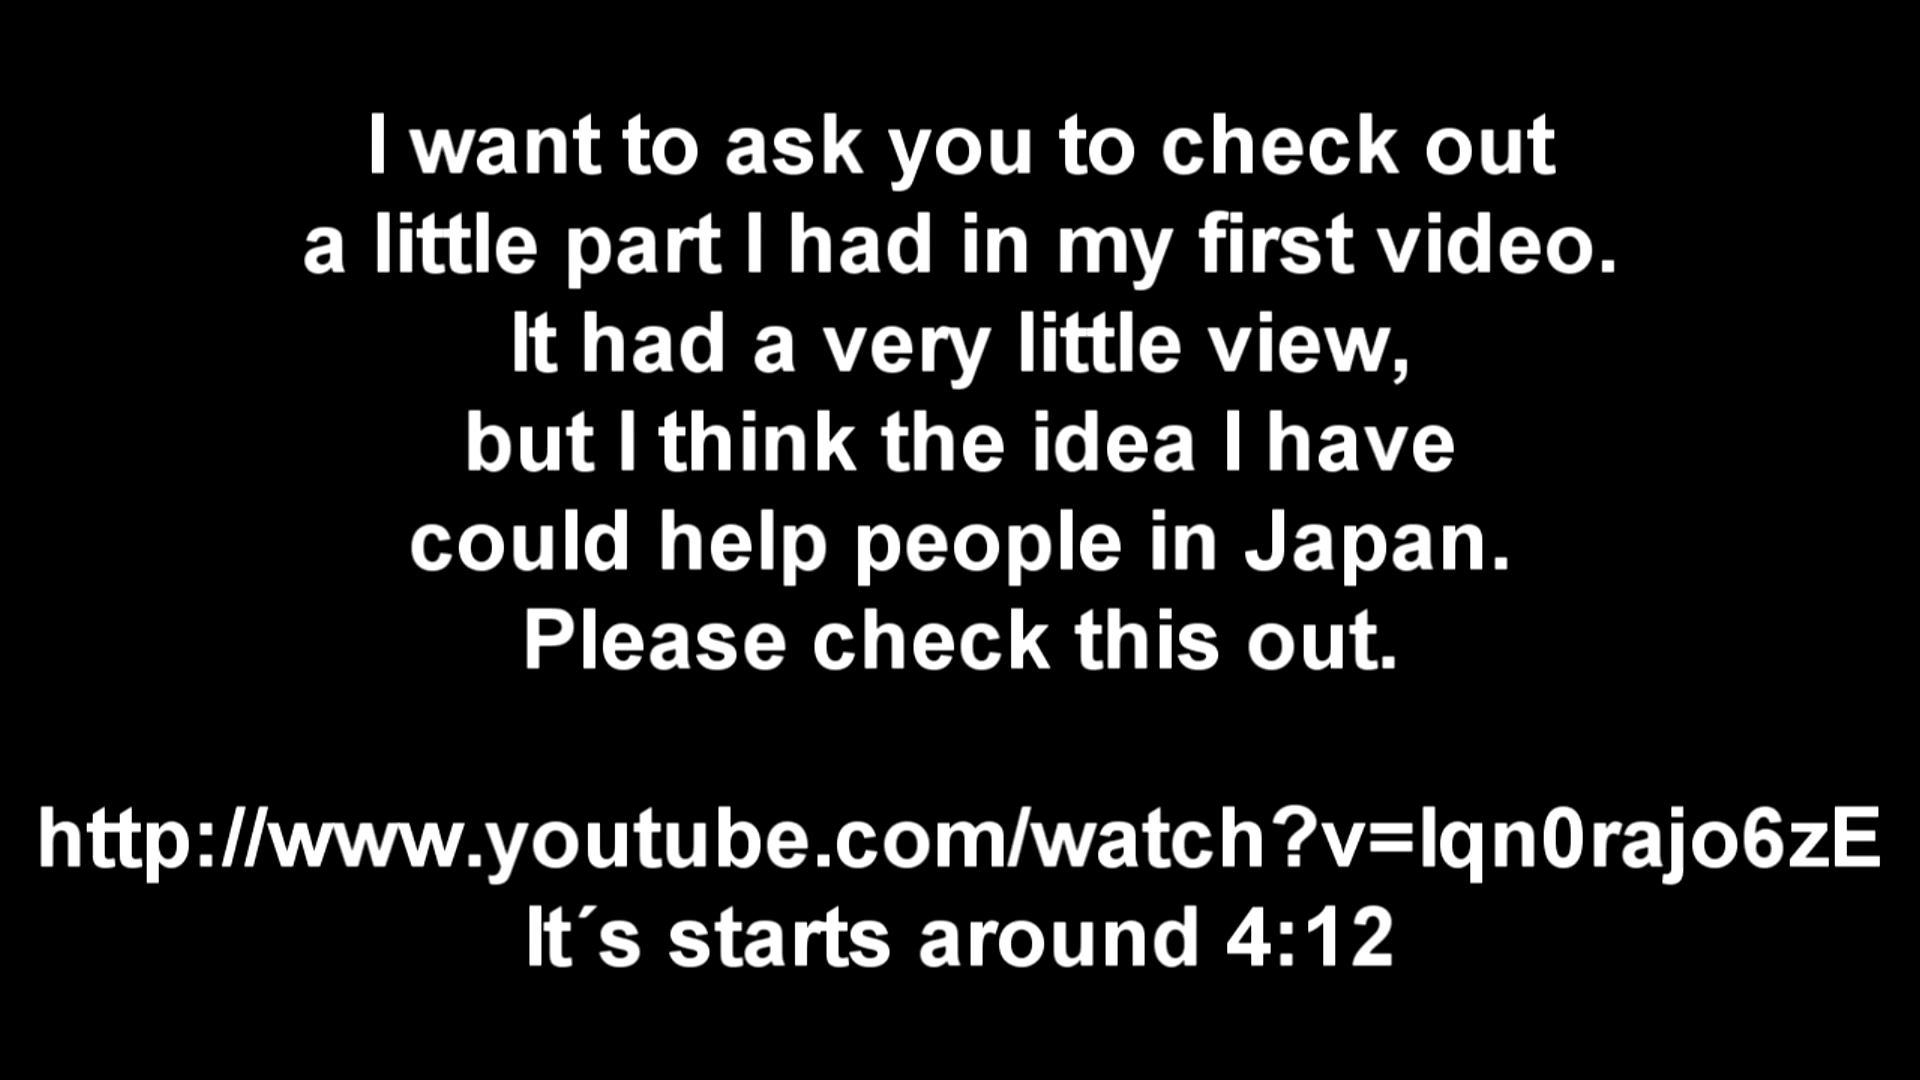 I want to ask you to check out
a little part I had in my first video.
It had a very little view,
but I think the idea I have
could help people in Japan.
Please check this out.
http://www.youtube.com/watch?v=lqn0rajo6zE
It´s starts around 4:12